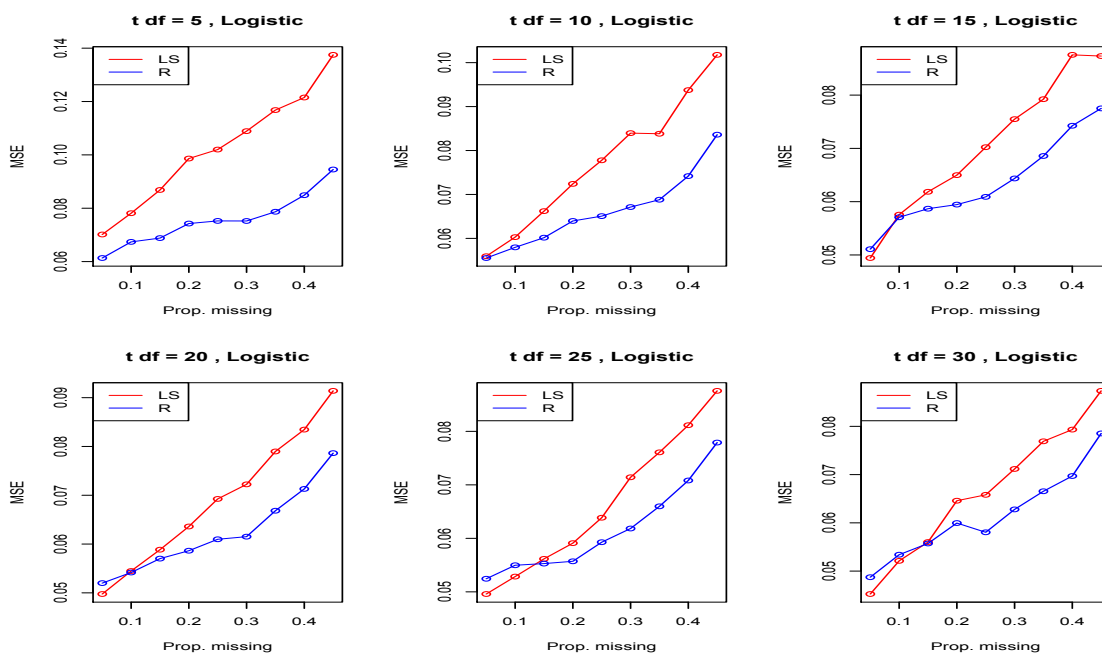 t df = 5 , Logistic
LS
R
MSE
0.06 0.08 0.10 0.12 0.14
0.1 0.2 0.3 0.4
Prop. missing
t df = 10 , Logistic
LS
R
MSE
0.06 0.07 0.08 0.09 0.10
0.1 0.2 0.3 0.4
Prop. missing
t df = 15 , Logistic
LS
R
MSE
0.05 0.06 0.07 0.08
0.1 0.2 0.3 0.4
Prop. missing
t df = 20 , Logistic
LS
R
MSE
0.05 0.06 0.07 0.08 0.09
0.1 0.2 0.3 0.4
Prop. missing
t df = 25 , Logistic
LS
R
MSE
0.05 0.06 0.07 0.08
0.1 0.2 0.3 0.4
Prop. missing
t df = 30 , Logistic
LS
R
MSE
0.05 0.06 0.07 0.08
0.1 0.2 0.3 0.4
Prop. missing